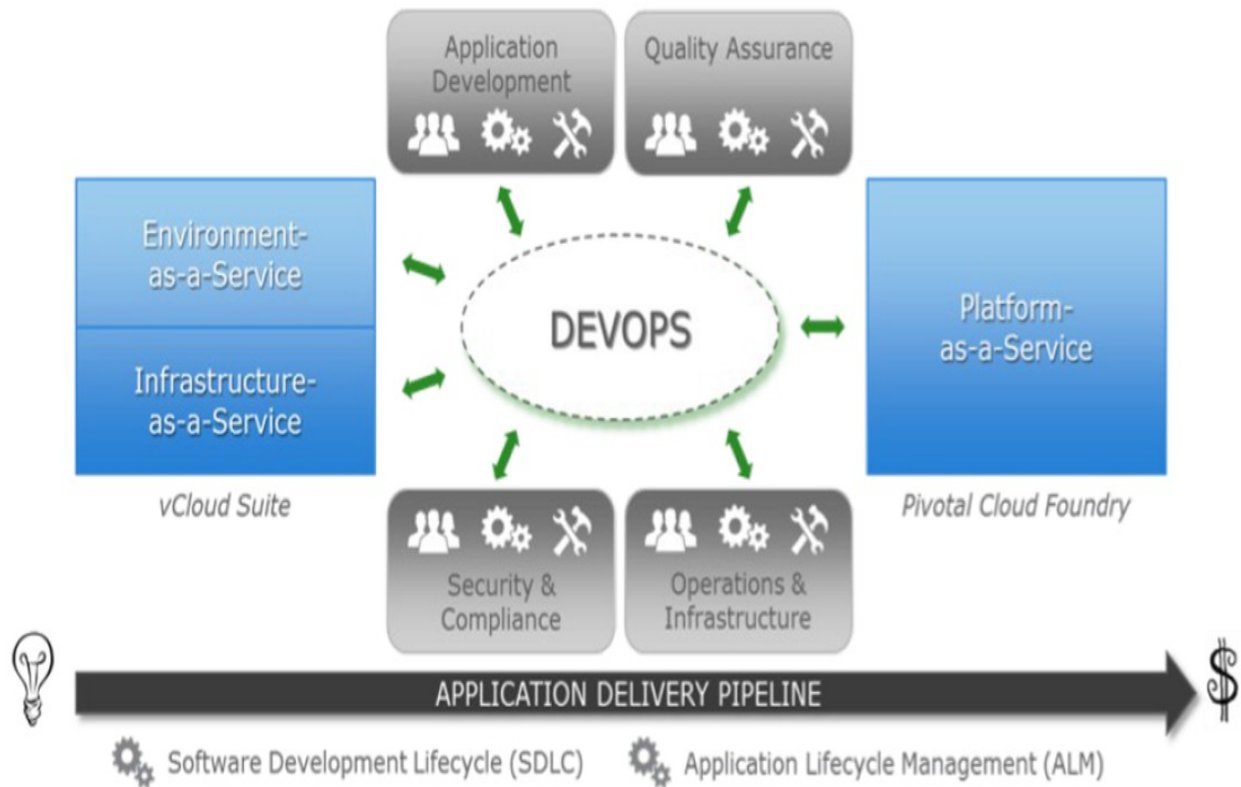 Application
Development
Quality Assurance
Environment-
as-a-Service
Infrastructure-
as-a-Service
DEVOPS
Platform-
as-a-Service
vCloud Suite
Pivotal Cloud Foundry
Security &
Compliance
Operations &
Infrastructure
APPLICATION DELIVERY PIPELINE
$
Software Development Lifecycle (SDLC)
Application Lifecycle Management (ALM)